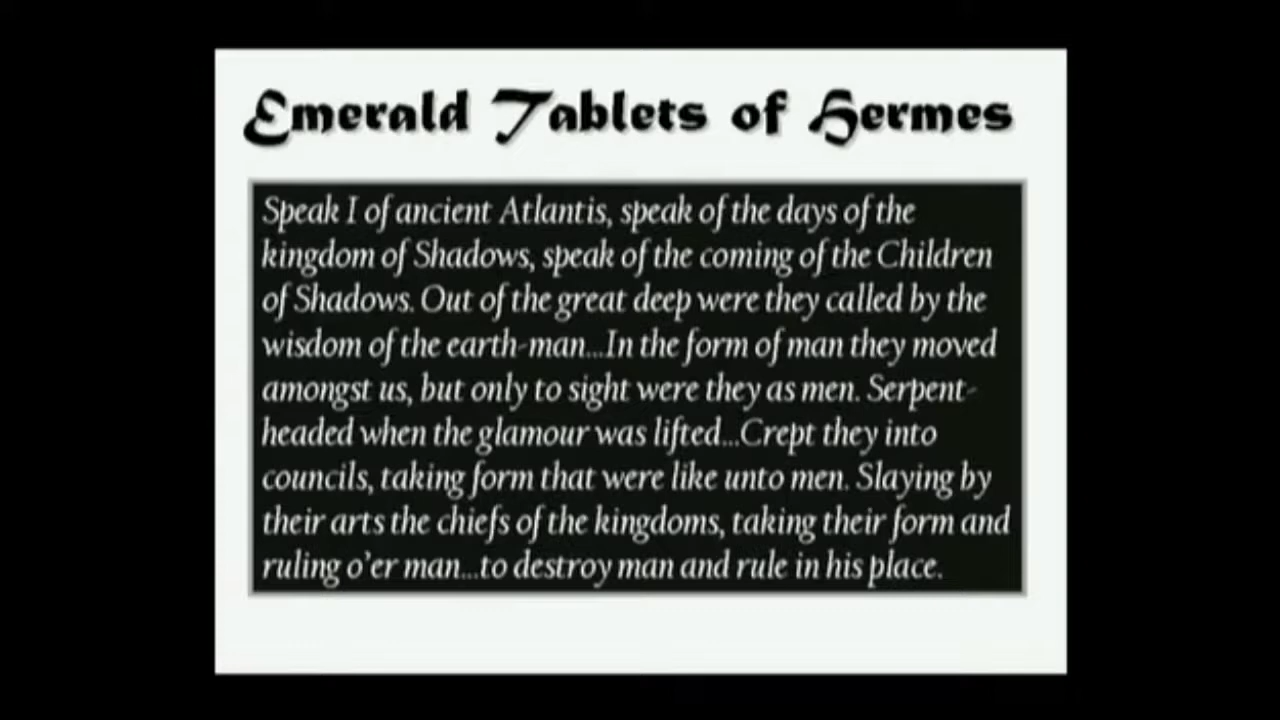 Emerald Tablets of Hermes
Speak I of ancient Atlantis, speak of the days of the
kingdom of Shadows, speak of the coming of the Children
of Shadows. Out of the great deep were they called by the
wisdom of the earth-man...In the form of man they moved
amongst us, but only to sight were they as men. Serpent-
headed when the glamour was lifted...Crept they into
councils, taking form that were like unto men. Slaying by
their arts the chiefs of the kingdoms, taking their form and
ruling o'er man...to destroy man and rule in his place.